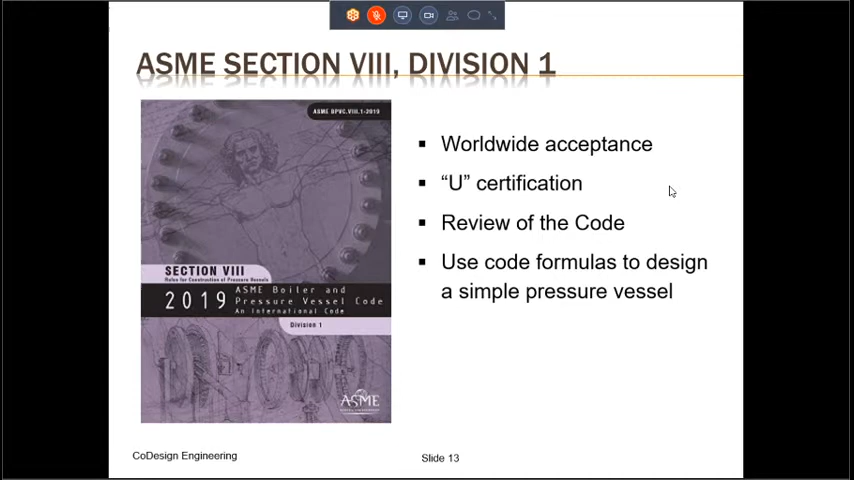 ASME SECTION VIII, DIVISION 1
ASME BPVC.VIII.1-2019
SECTION VIII
Rules for Construction of Pressure Vessels
2019
ASME Boiler and
Pressure Vessel Code
An International Code
Division 1
ASME
▪ Worldwide acceptance
▪ “U” certification
▪ Review of the Code
▪ Use code formulas to design
a simple pressure vessel
CoDesign Engineering
Slide 13